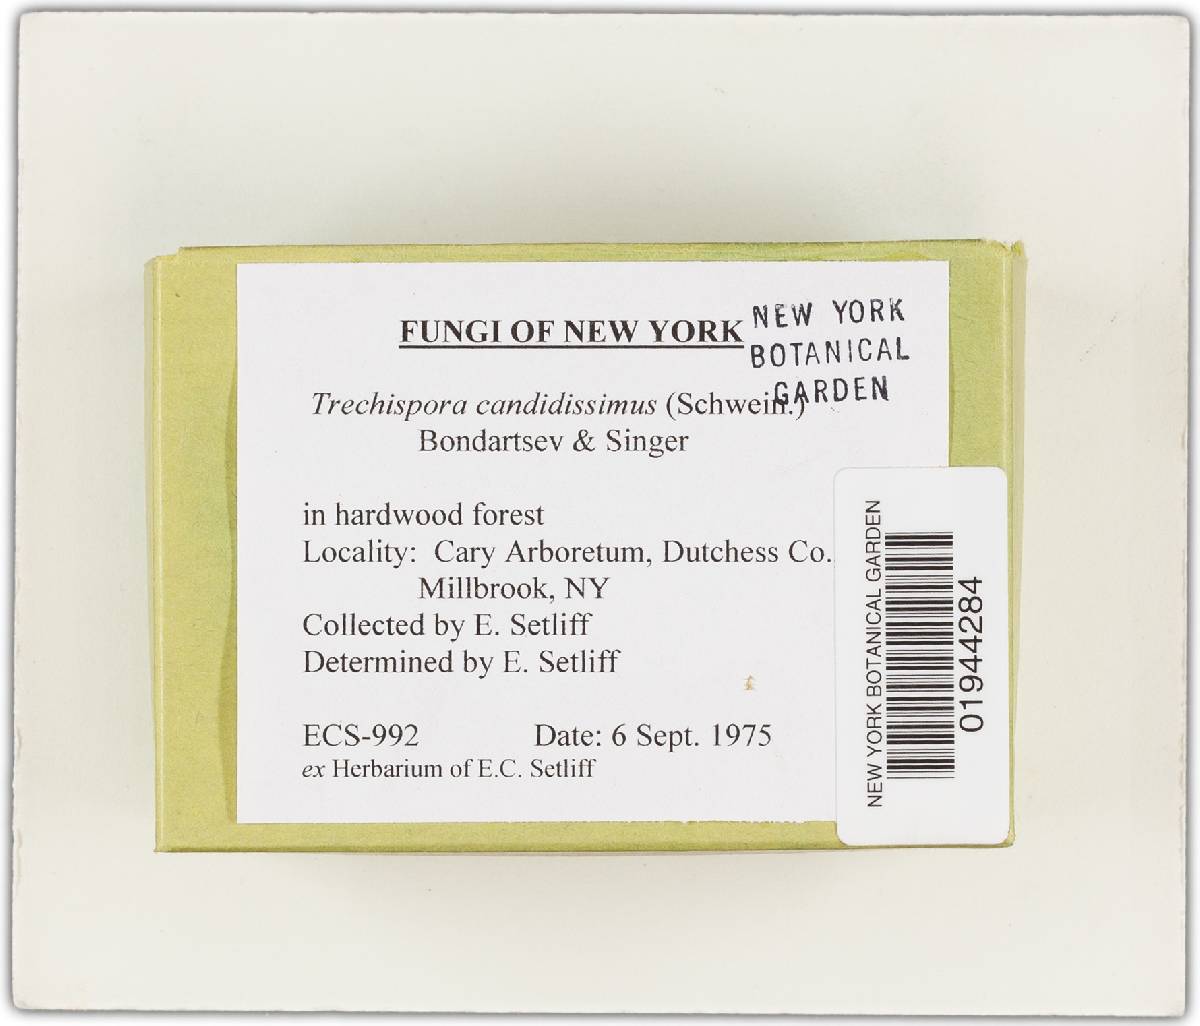 FUNGI OF NEW YORK
NEW YORK
BOTANICAL
GARDEN
Trechispora candidissimus (Schwein.)
Bondartsev & Singer
in hardwood forest
Locality: Cary Arboretum, Dutchess Co.
Millbrook, NY
Collected by E. Setliff
Determined by E. Setliff
ECS-992 Date: 6 Sept. 1975
ex Herbarium of E.C. Setliff
NEW YORK BOTANICAL GARDEN
01944284